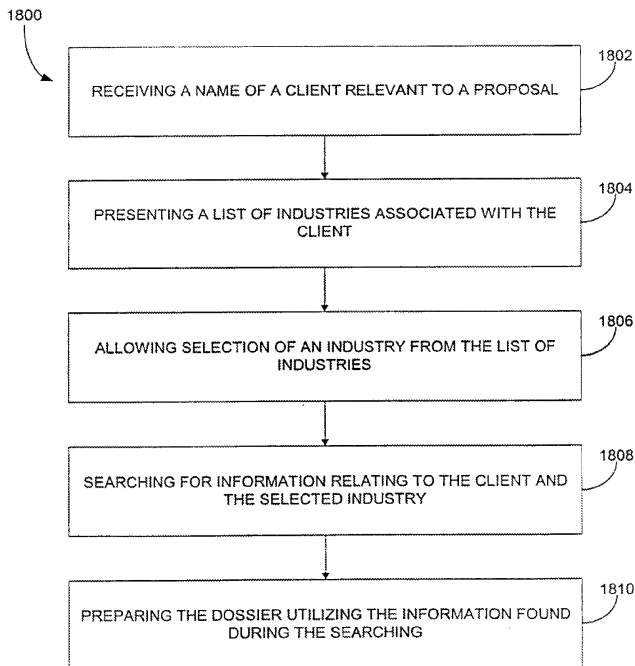 1800
1802
RECEIVING A NAME OF A CLIENT RELEVANT TO A PROPOSAL
1804
PRESENTING A LIST OF INDUSTRIES ASSOCIATED WITH THE
CLIENT
1806
ALLOWING SELECTION OF AN INDUSTRY FROM THE LIST OF
INDUSTRIES
1808
SEARCHING FOR INFORMATION RELATING TO THE CLIENT AND
THE SELECTED INDUSTRY
1810
PREPARING THE DOSSIER UTILIZING THE INFORMATION FOUND
DURING THE SEARCHING